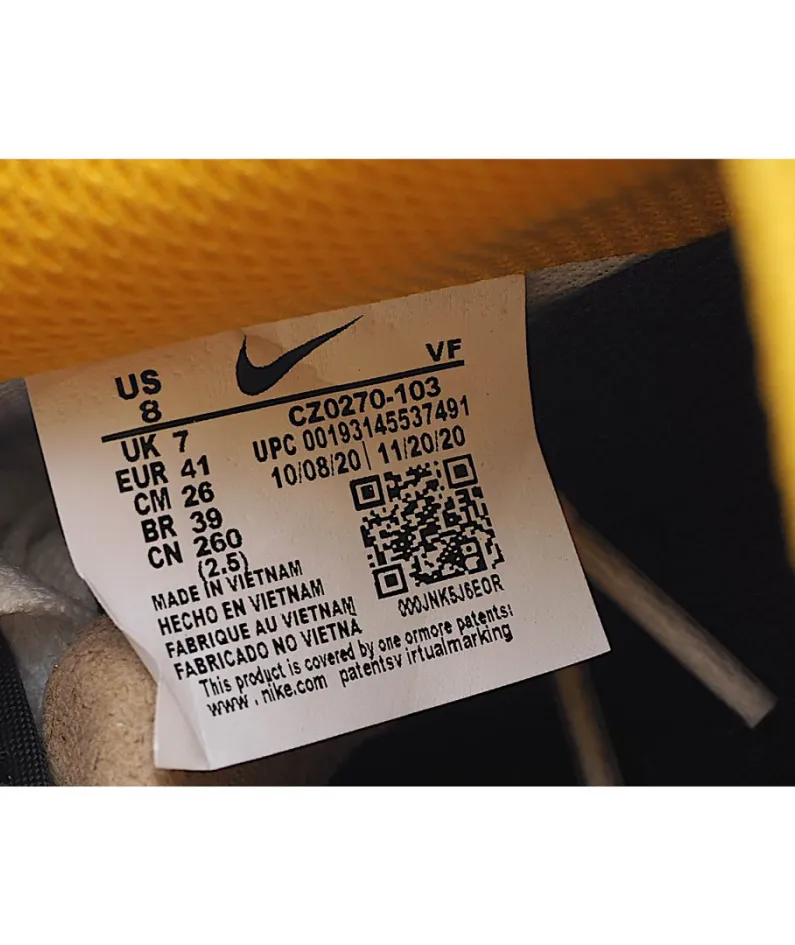 US
8
VF
CZ0270-103
UPC 00193145537491
10/08/20 | 11/20/20
UK 7
EUR 41
CM 26
BR 39
CN 260
(2.5)
000JNK5J6EOR
MADE IN VIETNAM
HECHO EN VIETNAM
FABRIQUE AU VIETNAM
FABRICADO NO VIETNA
This product is covered by one ormore patents:
www . nike.com patentsv irtualmarking